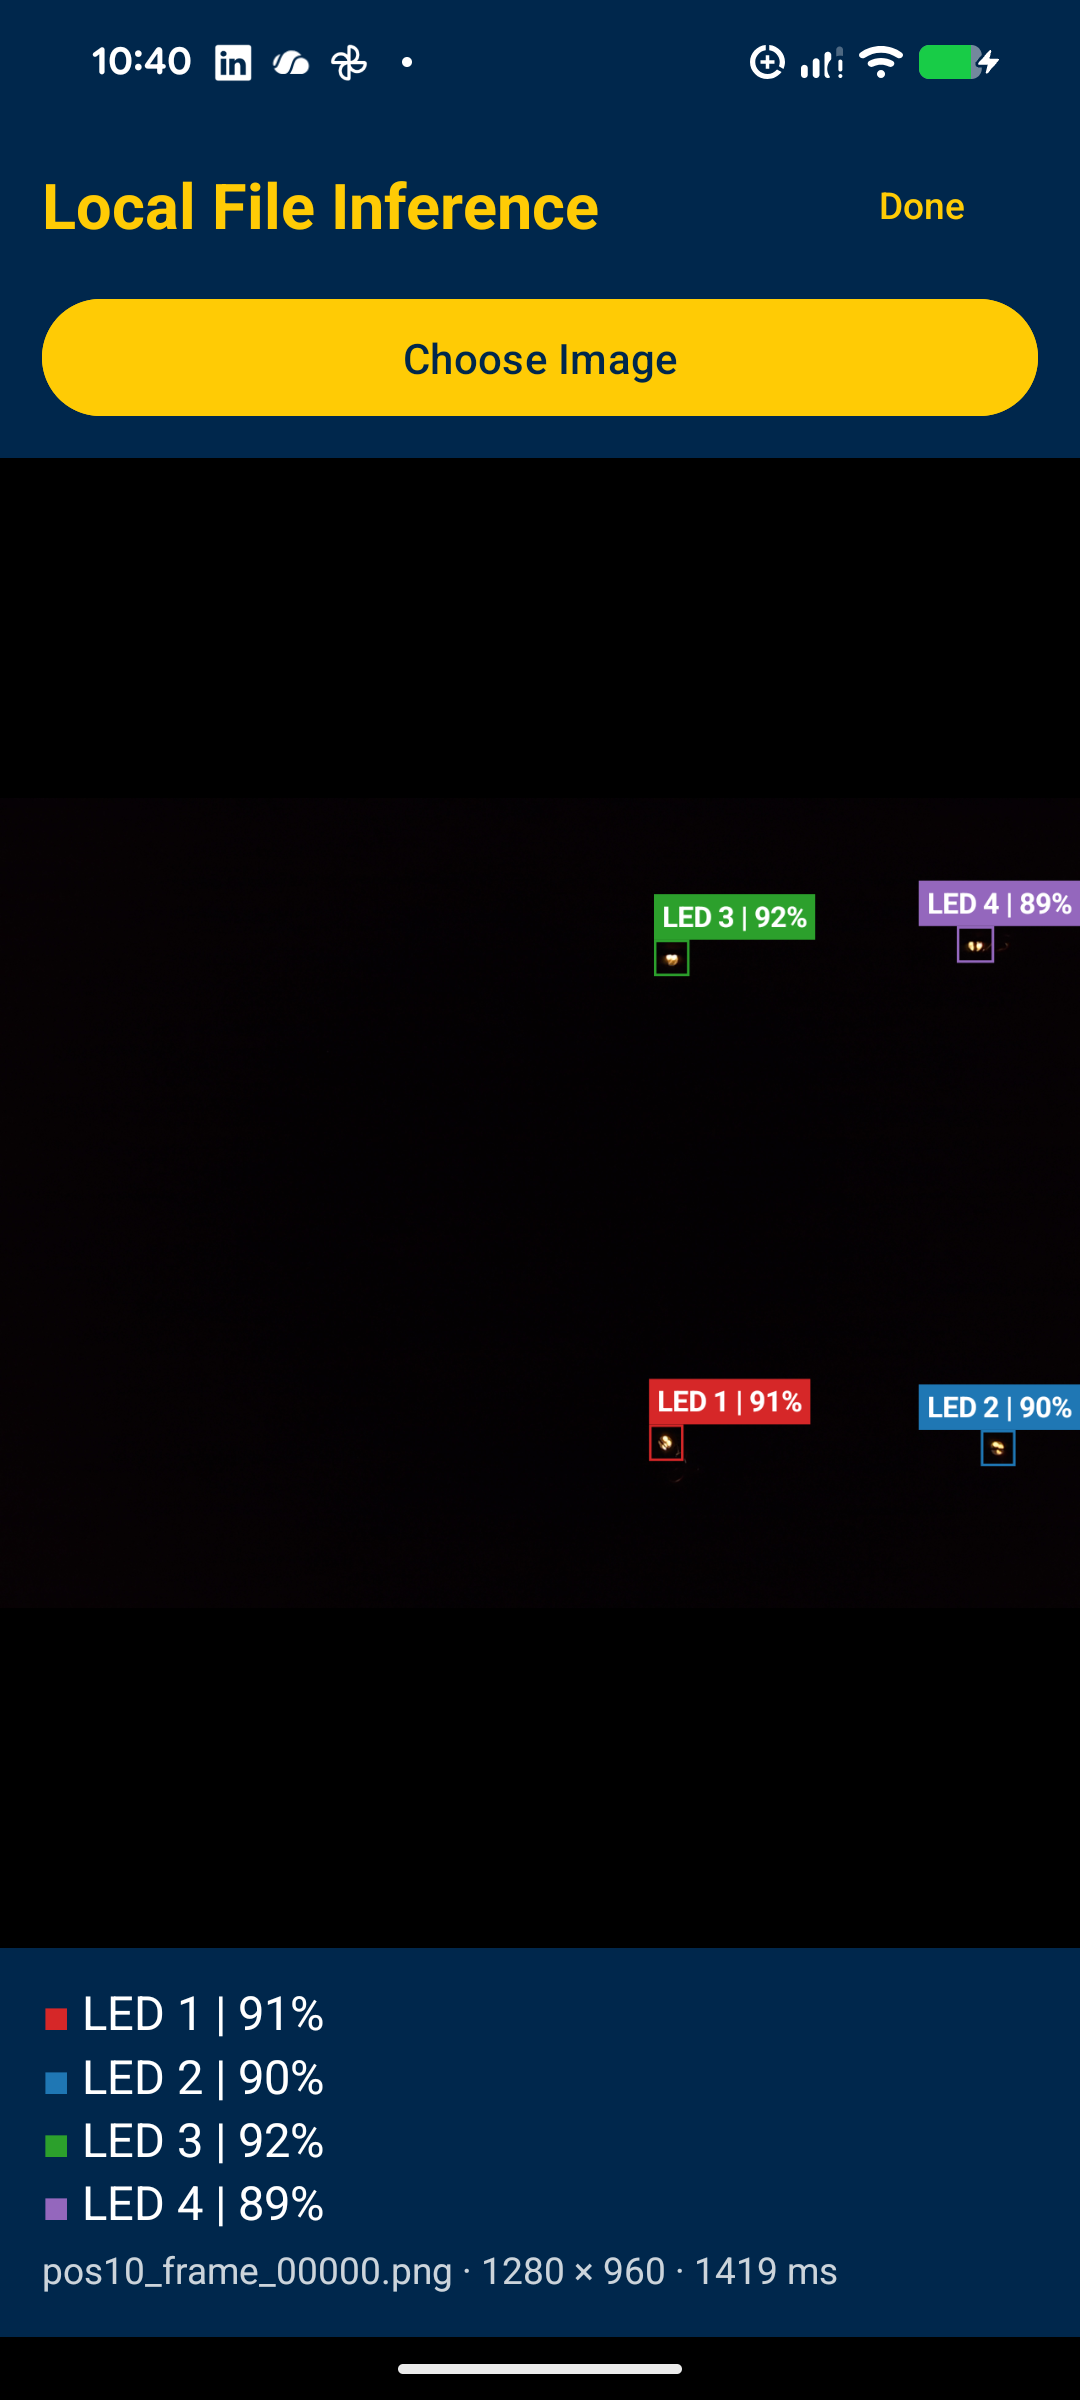 10:40
in
Local File Inference
Done
Choose Image
LED 3 | 92%
LED 4 | 89%
LED 1 | 91%
LED 2 | 90%
LED 1 | 91%
LED 2 | 90%
LED 3 | 92%
LED 4 | 89%
pos10_frame_00000.png · 1280 × 960 · 1419 ms